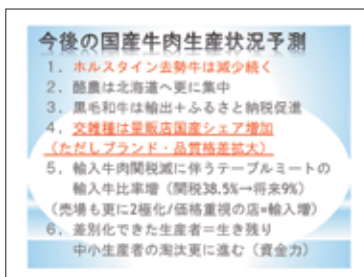 今後の国産牛肉生産状況予測
1．ホルスタイン去勢牛は減少続く
2．酪農は北海道へ更に集中
3．黒毛和牛は輸出＋ふるさと納税促進
4．交雑種は量販店国産シェア増加
（ただしブランド・品質格差拡大）
5．輸入牛肉関税減に伴うテーブルミートの
輸入牛比率増（関税38.5%→将来9%）
（売場も更に2極化/価格重視の店=輸入増）
6．差別化できた生産者＝生き残り
中小生産者の淘汰更に進む（資金力）